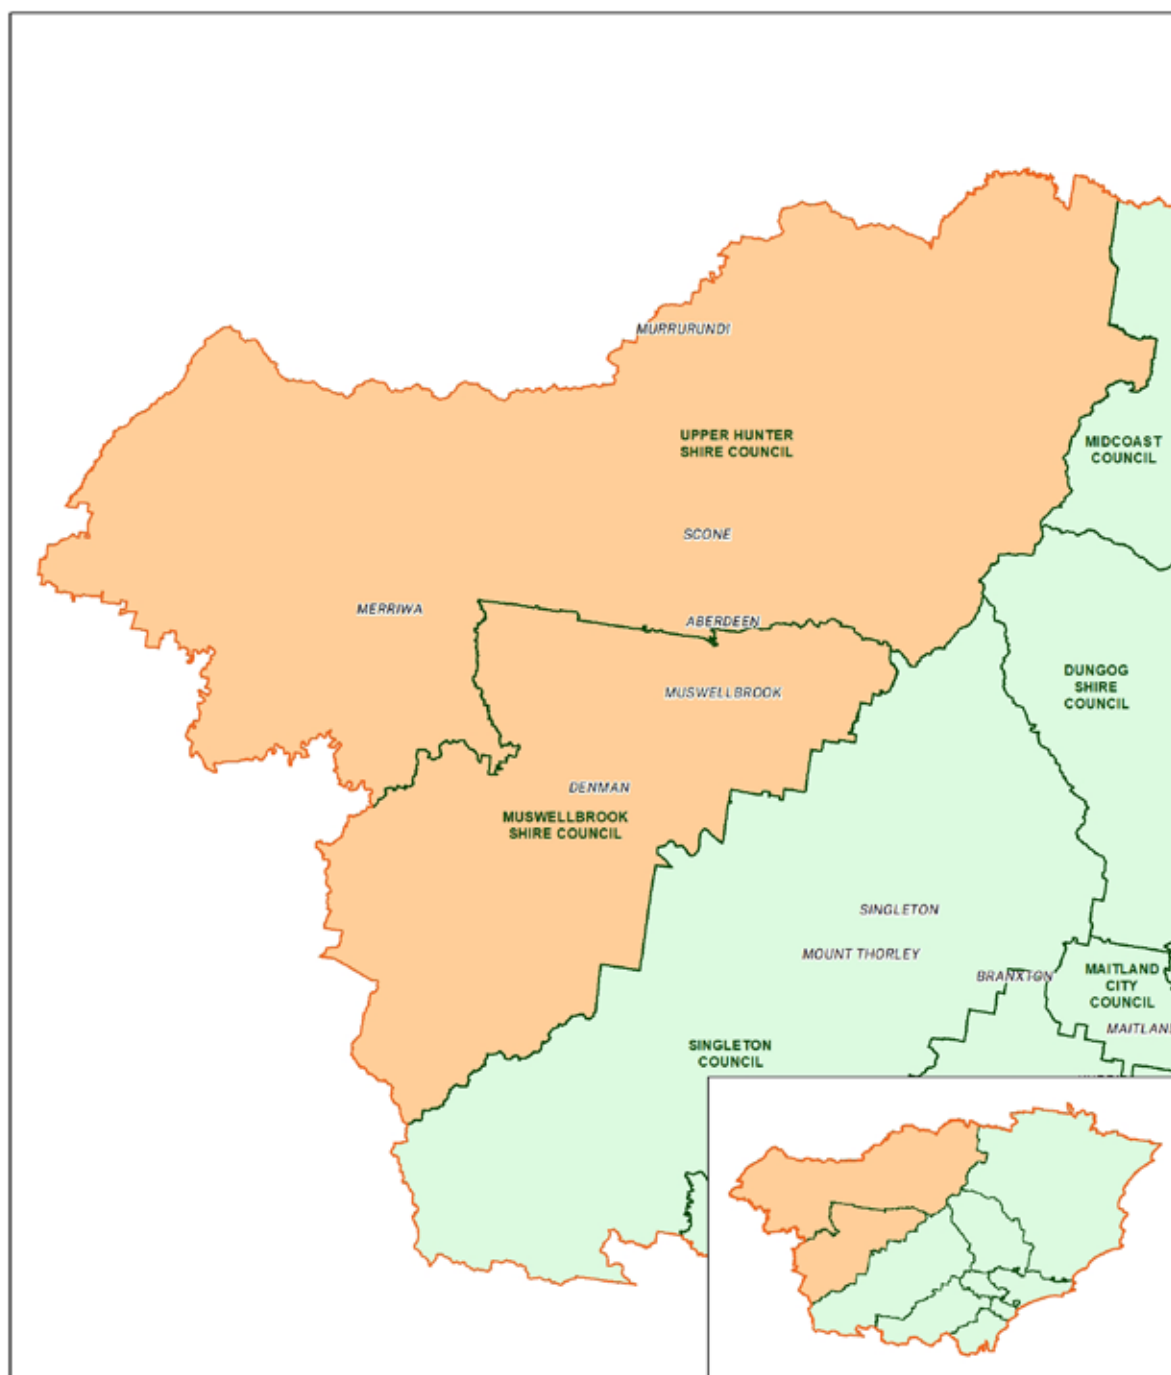 MURRURUNDI
UPPER HUNTER
SHIRE COUNCIL
MIDCOAST
COUNCIL
SCONE
MERRIWA
ABERDEEN
DUNGOG
SHIRE
COUNCIL
MUSWELLBROOK
DENMAN
MUSWELLBROOK
SHIRE COUNCIL
SINGLETON
MOUNT THORLEY
BRANXTON
MAITLAND
CITY
COUNCIL
MAITLAND
SINGLETON
COUNCIL